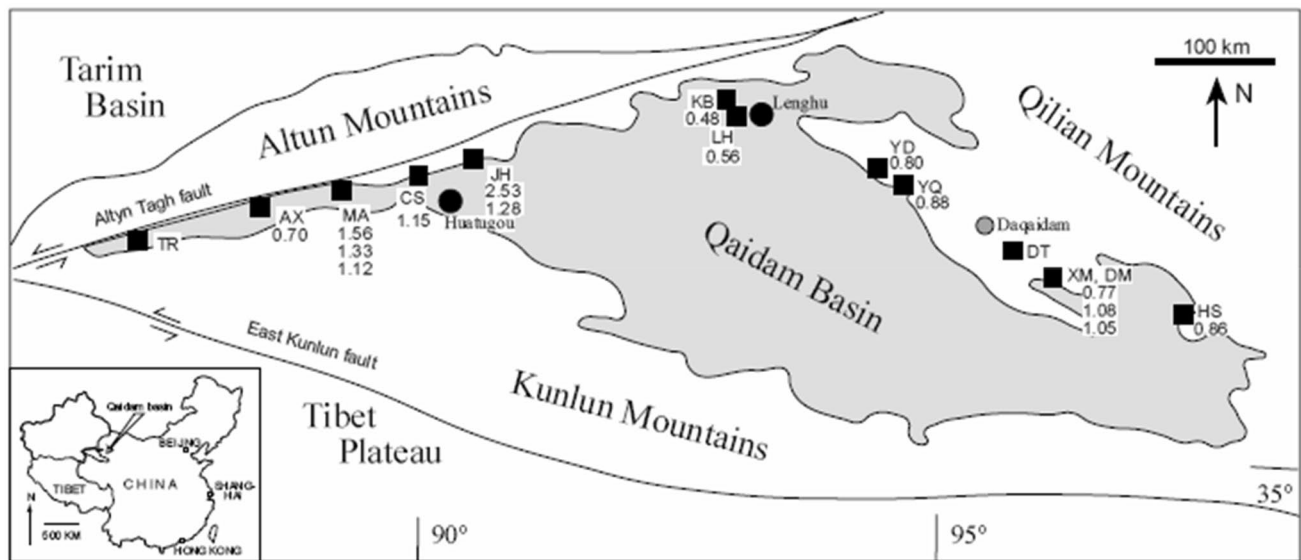 Tarim
Basin
Altun Mountains
Altyn Tagh fault
TR
AX
0.70
MA
1.56
1.33
1.12
CS
1.15
Huatugou
JH
2.53
1.28
KB
0.48
LH
0.56
Lenghu
YD
0.80
YQ
0.88
Daqaidam
DT
XM, DM
0.77
1.08
1.05
HS
0.86
Qilian Mountains
100 km
N
Qaidam Basin
East Kunlun fault
Kunlun Mountains
Tibet
Plateau
90°
95°
35°
Qaidam basin
BEIJING
CHINA
TIBET
SHANG-
HAI
N
500 KM
HONG KONG